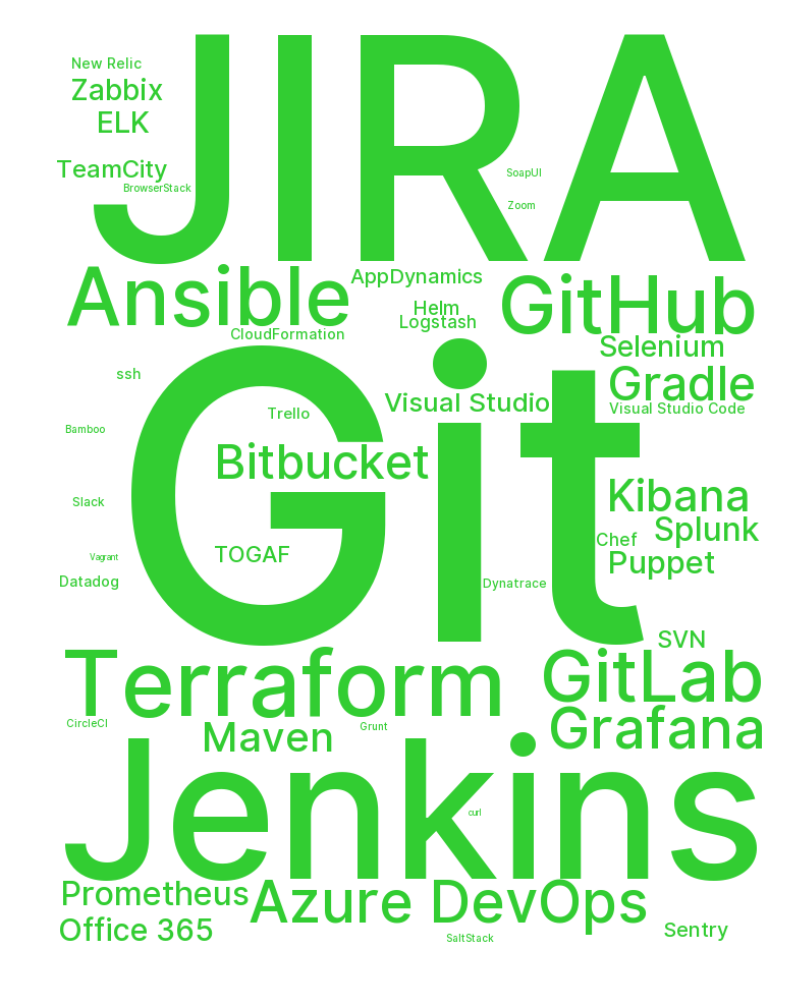 JIRA
New Relic
Zabbix
ELK
TeamCity
BrowserStack
SoapUI
Zoom
Ansible
AppDynamics
GitHub
Helm
Logstash
CloudFormation
Selenium
Git
ssh
Gradle
Visual Studio
Visual Studio Code
Trello
Bamboo
Bitbucket
Kibana
Slack
Splunk
Chef
TOGAF
Vagrant
Puppet
Datadog
Dynatrace
SVN
Terraform
GitLab
CircleCI
Grunt
Maven
Grafana
Jenkins
curl
Prometheus
Azure DevOps
Office 365
Sentry
SaltStack